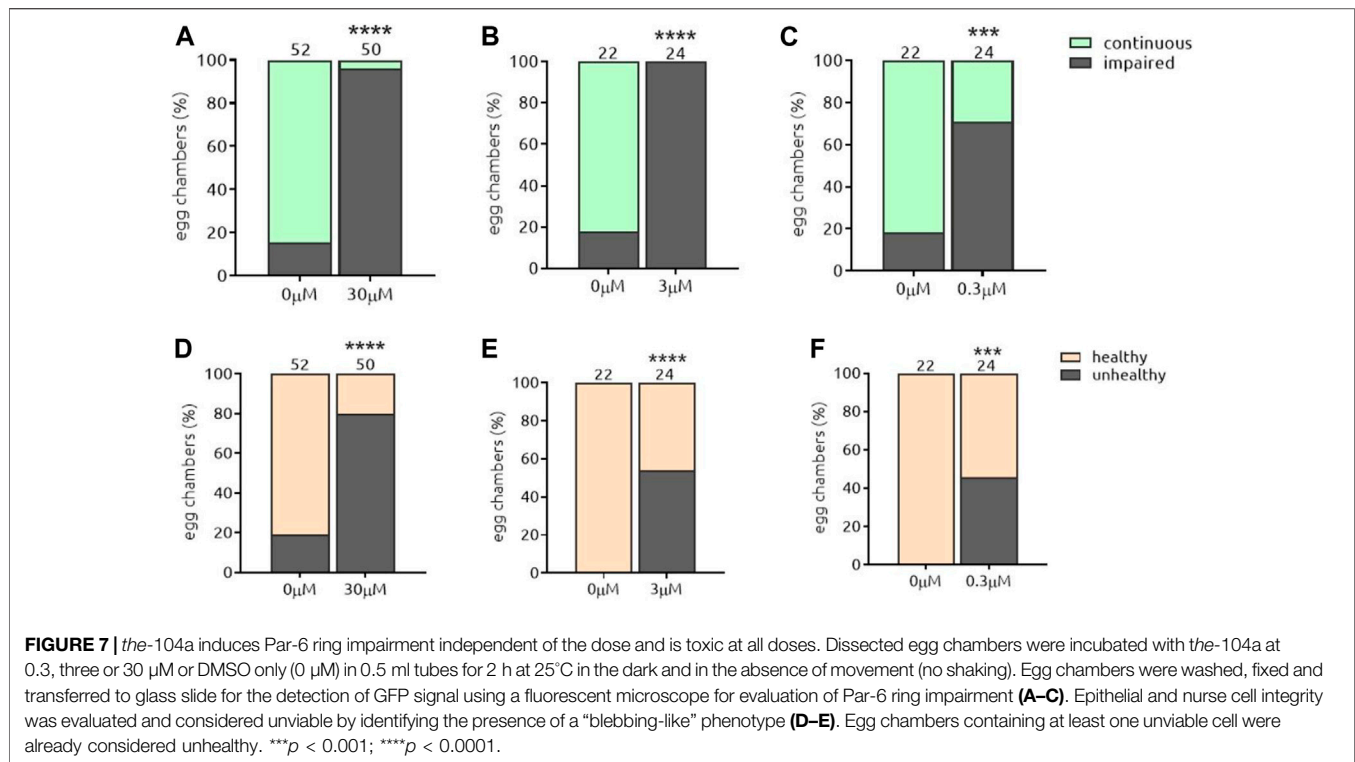 A
****
52 50
100
80
60
40
20
0
egg chambers (%)
0µM 30µM
B
****
22 24
100
80
60
40
20
0
egg chambers (%)
0µM 3µM
C
***
22 24
100
80
60
40
20
0
egg chambers (%)
0µM 0.3µM
continuous
impaired
D
****
52 50
100
80
60
40
20
0
egg chambers (%)
0µM 30µM
E
****
22 24
100
80
60
40
20
0
egg chambers (%)
0µM 3µM
F
***
22 24
100
80
60
40
20
0
egg chambers (%)
0µM 0.3µM
healthy
unhealthy
FIGURE 7 | the-104a induces Par-6 ring impairment independent of the dose and is toxic at all doses. Dissected egg chambers were incubated with the-104a at
0.3, three or 30 µM or DMSO only (0 µM) in 0.5 ml tubes for 2 h at 25°C in the dark and in the absence of movement (no shaking). Egg chambers were washed, fixed and
transferred to glass slide for the detection of GFP signal using a fluorescent microscope for evaluation of Par-6 ring impairment (A–C). Epithelial and nurse cell integrity
was evaluated and considered unviable by identifying the presence of a “blebbing-like” phenotype (D–E). Egg chambers containing at least one unviable cell were
already considered unhealthy. ***p < 0.001; ****p < 0.0001.